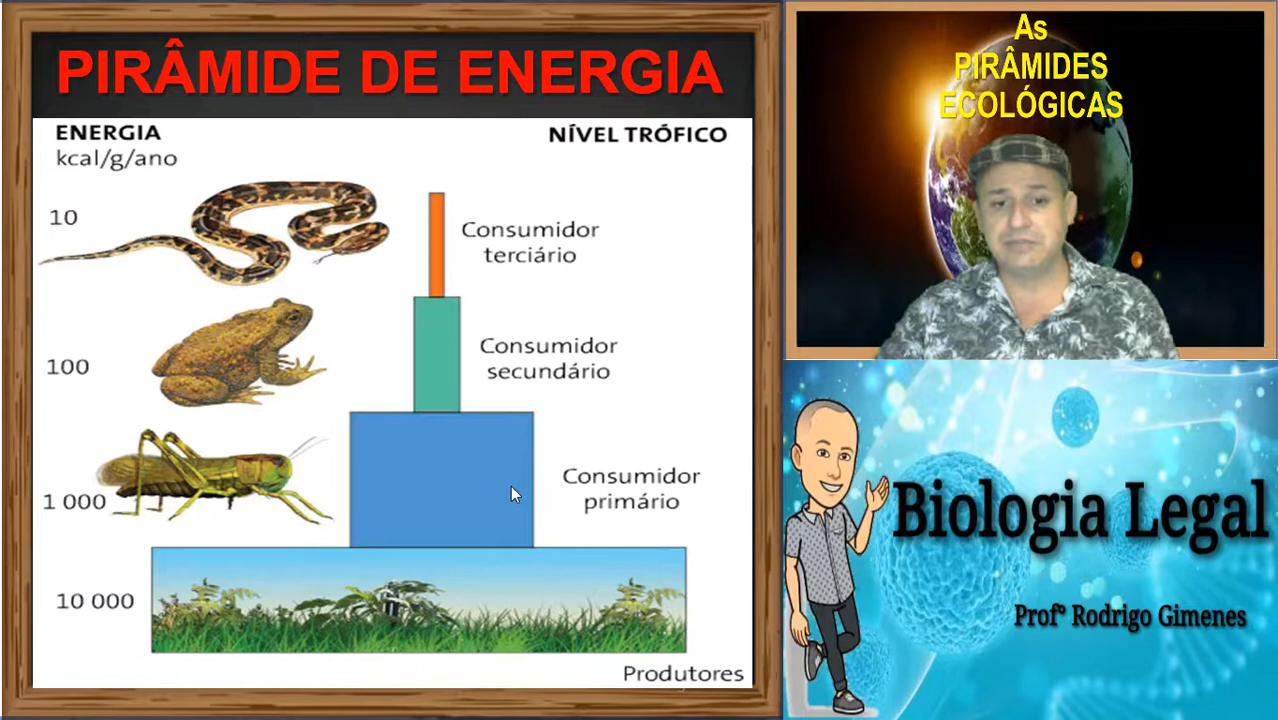 PIRÂMIDE DE ENERGIA
ENERGIA
kcal/g/ano
NÍVEL TRÓFICO
10
Consumidor
terciário
100
Consumidor
secundário
1 000
Consumidor
primário
10 000
Produtores
As
PIRÂMIDES
ECOLÓGICAS
Biologia Legal
Profº Rodrigo Gimenes